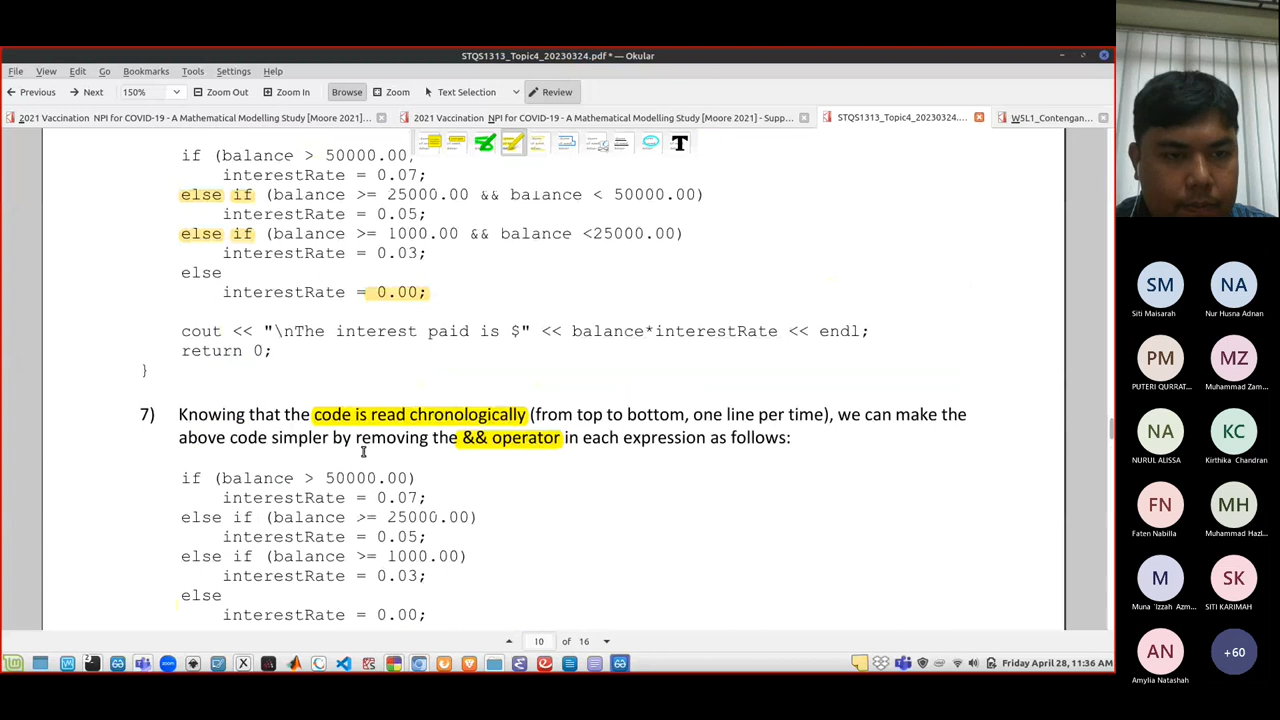 STQS1313_Topic4_20230324.pdf * — Okular
File View Edit Go Bookmarks Tools Settings Help
Previous Next 150% Zoom Out Zoom In Browse Zoom Text Selection Review
2021 Vaccination NPI for COVID-19 - A Mathematical Modelling Study [Moore 2021] - Ess...
2021 Vaccination NPI for COVID-19 - A Mathematical Modelling Study [Moore 2021] - Supp...
STQS1313_Topic4_20230324....
W5L1_Contengan...
T
if (balance > 50000.00)
interestRate = 0.07;
else if (balance >= 25000.00 && balance < 50000.00)
interestRate = 0.05;
else if (balance >= 1000.00 && balance <25000.00)
interestRate = 0.03;
else
interestRate = 0.00;
cout << "\nThe interest paid is $" << balance*interestRate << endl;
return 0;
}
7) Knowing that the code is read chronologically (from top to bottom, one line per time), we can make the
above code simpler by removing the && operator in each expression as follows:
if (balance > 50000.00)
interestRate = 0.07;
else if (balance >= 25000.00)
interestRate = 0.05;
else if (balance >= 1000.00)
interestRate = 0.03;
else
interestRate = 0.00;
10 of 16
Friday April 28, 11:36 AM
SM NA
Siti Maisarah Nur Husna Adnan
PM MZ
PUTERI QURRAT... Muhammad Zam...
NA KC
NURUL ALISSA Kirthika Chandran
FN MH
Faten Nabilla Muhammad Hazi...
M SK
Muna `Izzah Azm... SITI KARIMAH
AN +60
Amylia Natashah